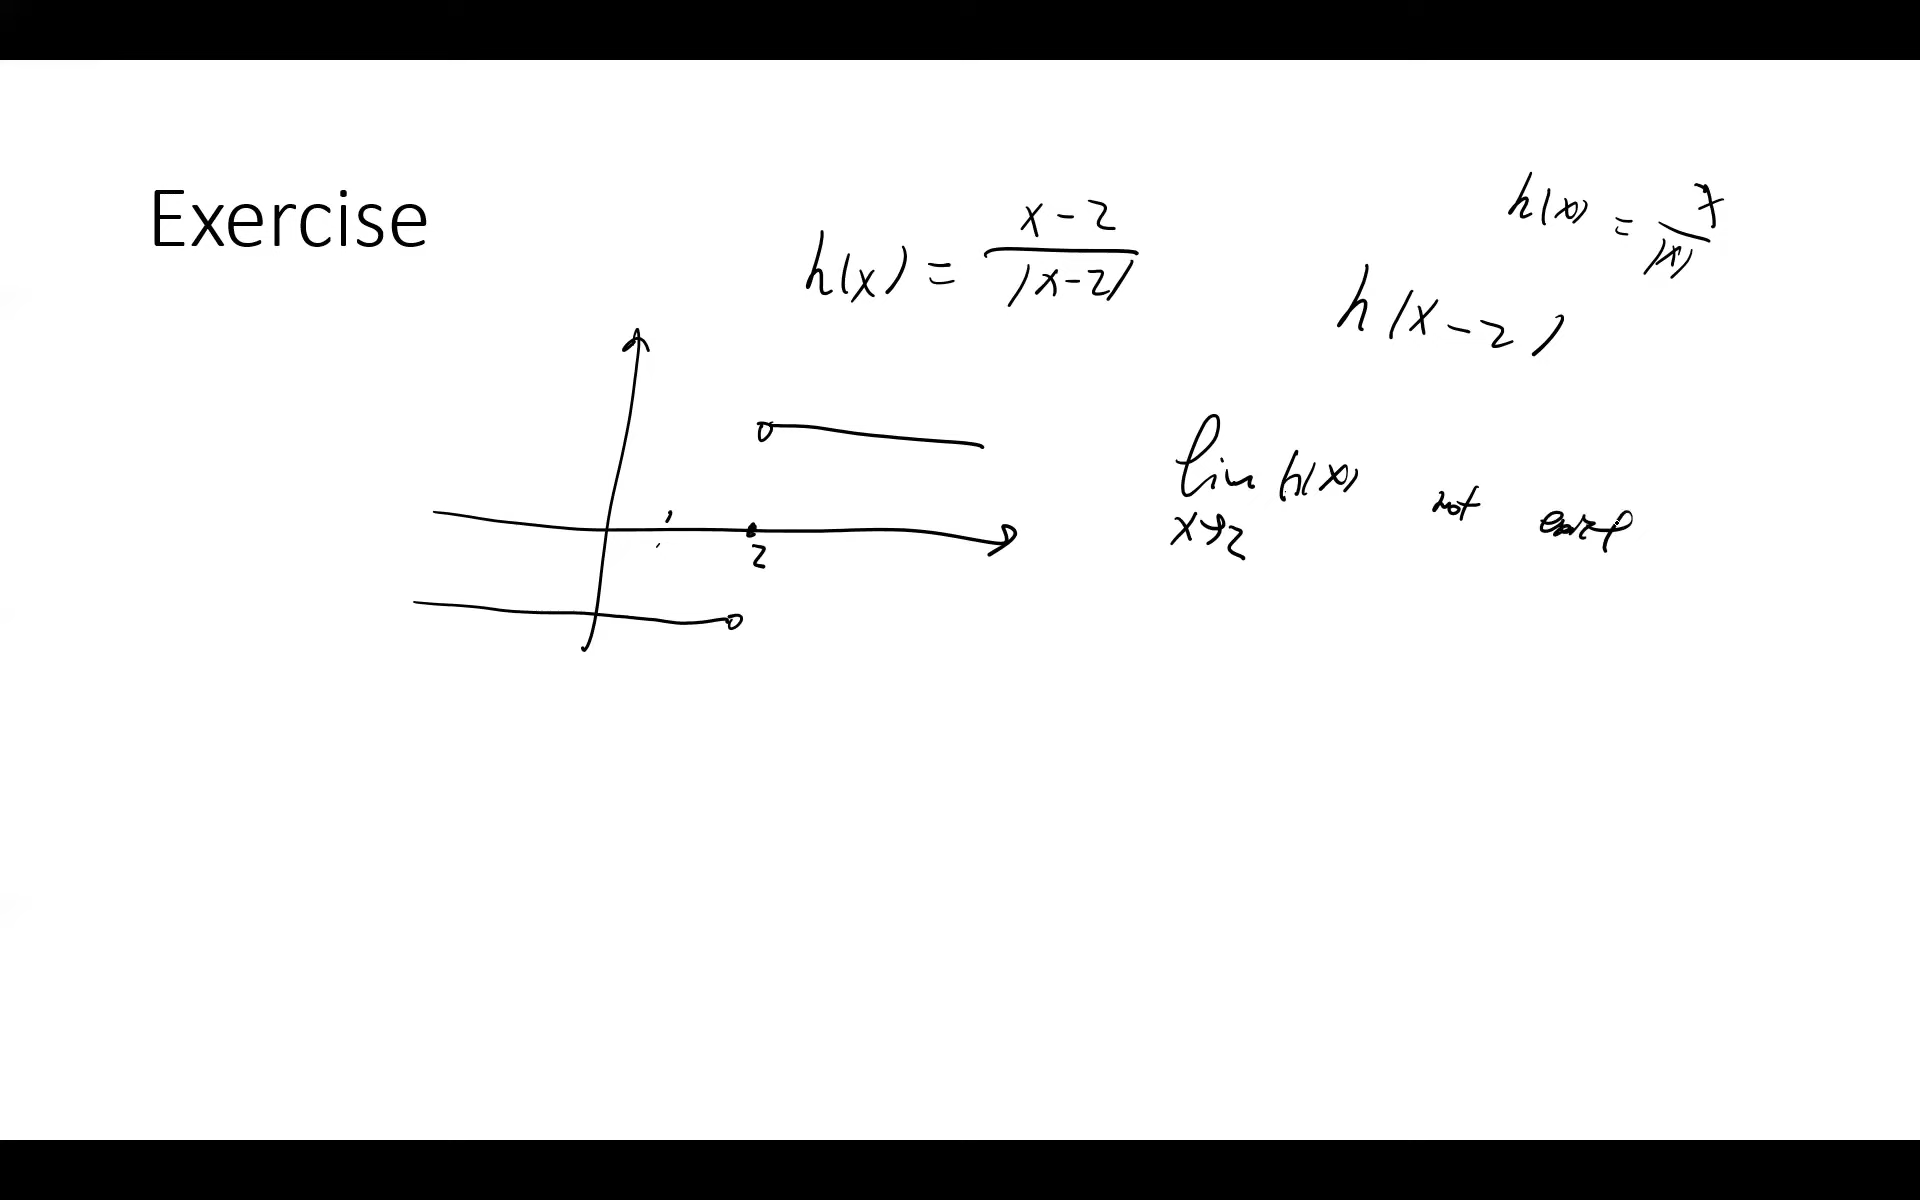 Exercise
h(x) = x-2 / |x-2|
h(x) = x / |x|
h(x-2)
lim h(x) not exist
x→2
2